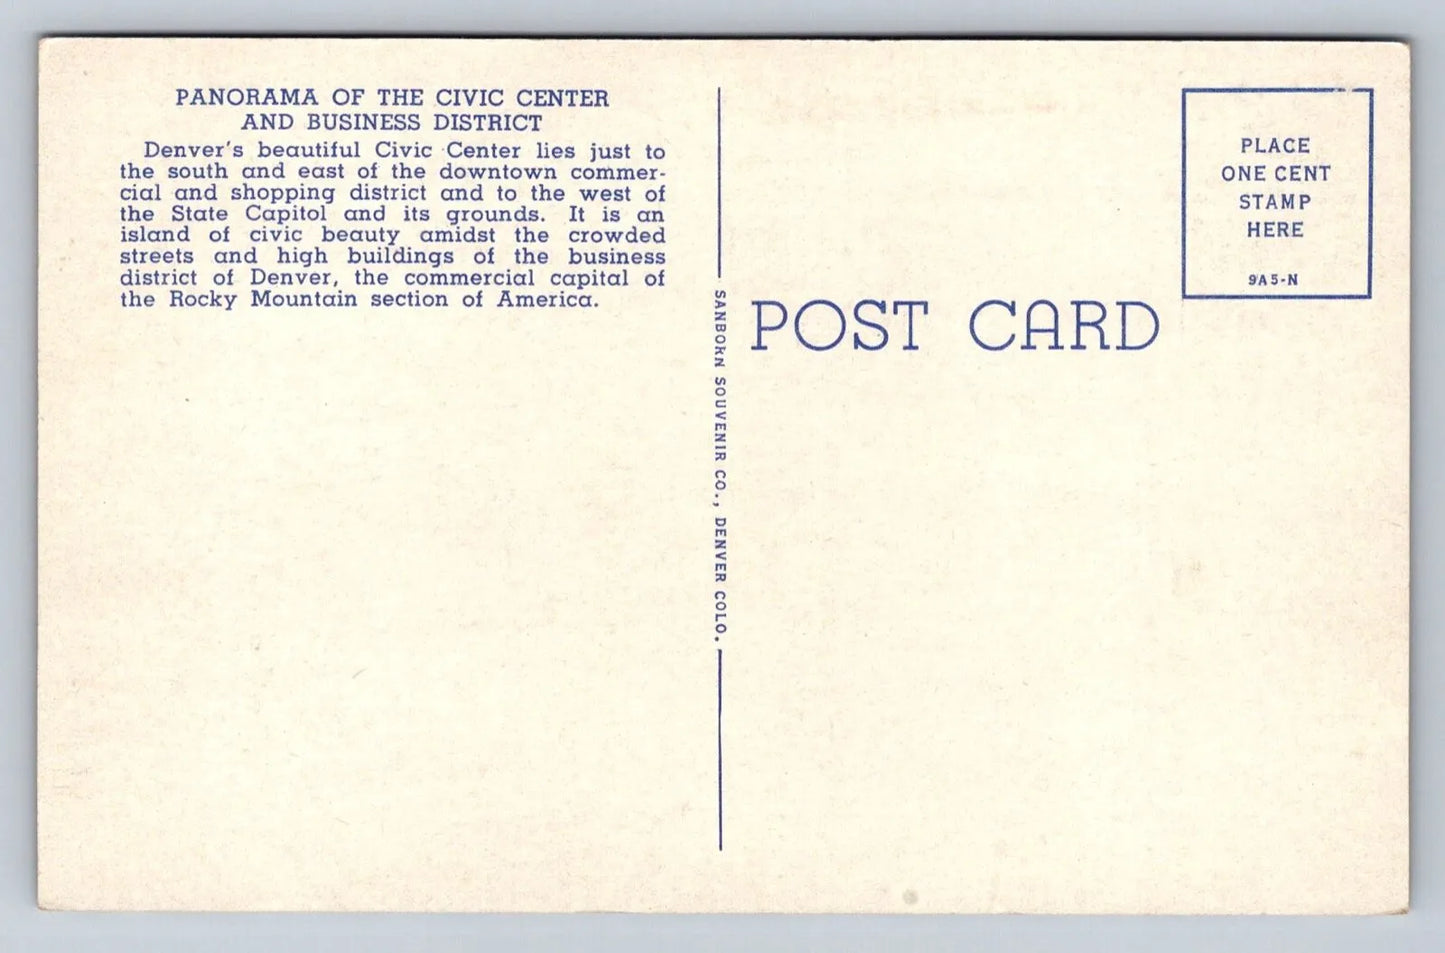 PANORAMA OF THE CIVIC CENTER
AND BUSINESS DISTRICT
Denver's beautiful Civic Center lies just to
the south and east of the downtown commer-
cial and shopping district and to the west of
the State Capitol and its grounds. It is an
island of civic beauty amidst the crowded
streets and high buildings of the business
district of Denver, the commercial capital of
the Rocky Mountain section of America.
SANBORN SOUVENIR CO., DENVER COLO.
POST CARD
PLACE
ONE CENT
STAMP
HERE
9A5-N